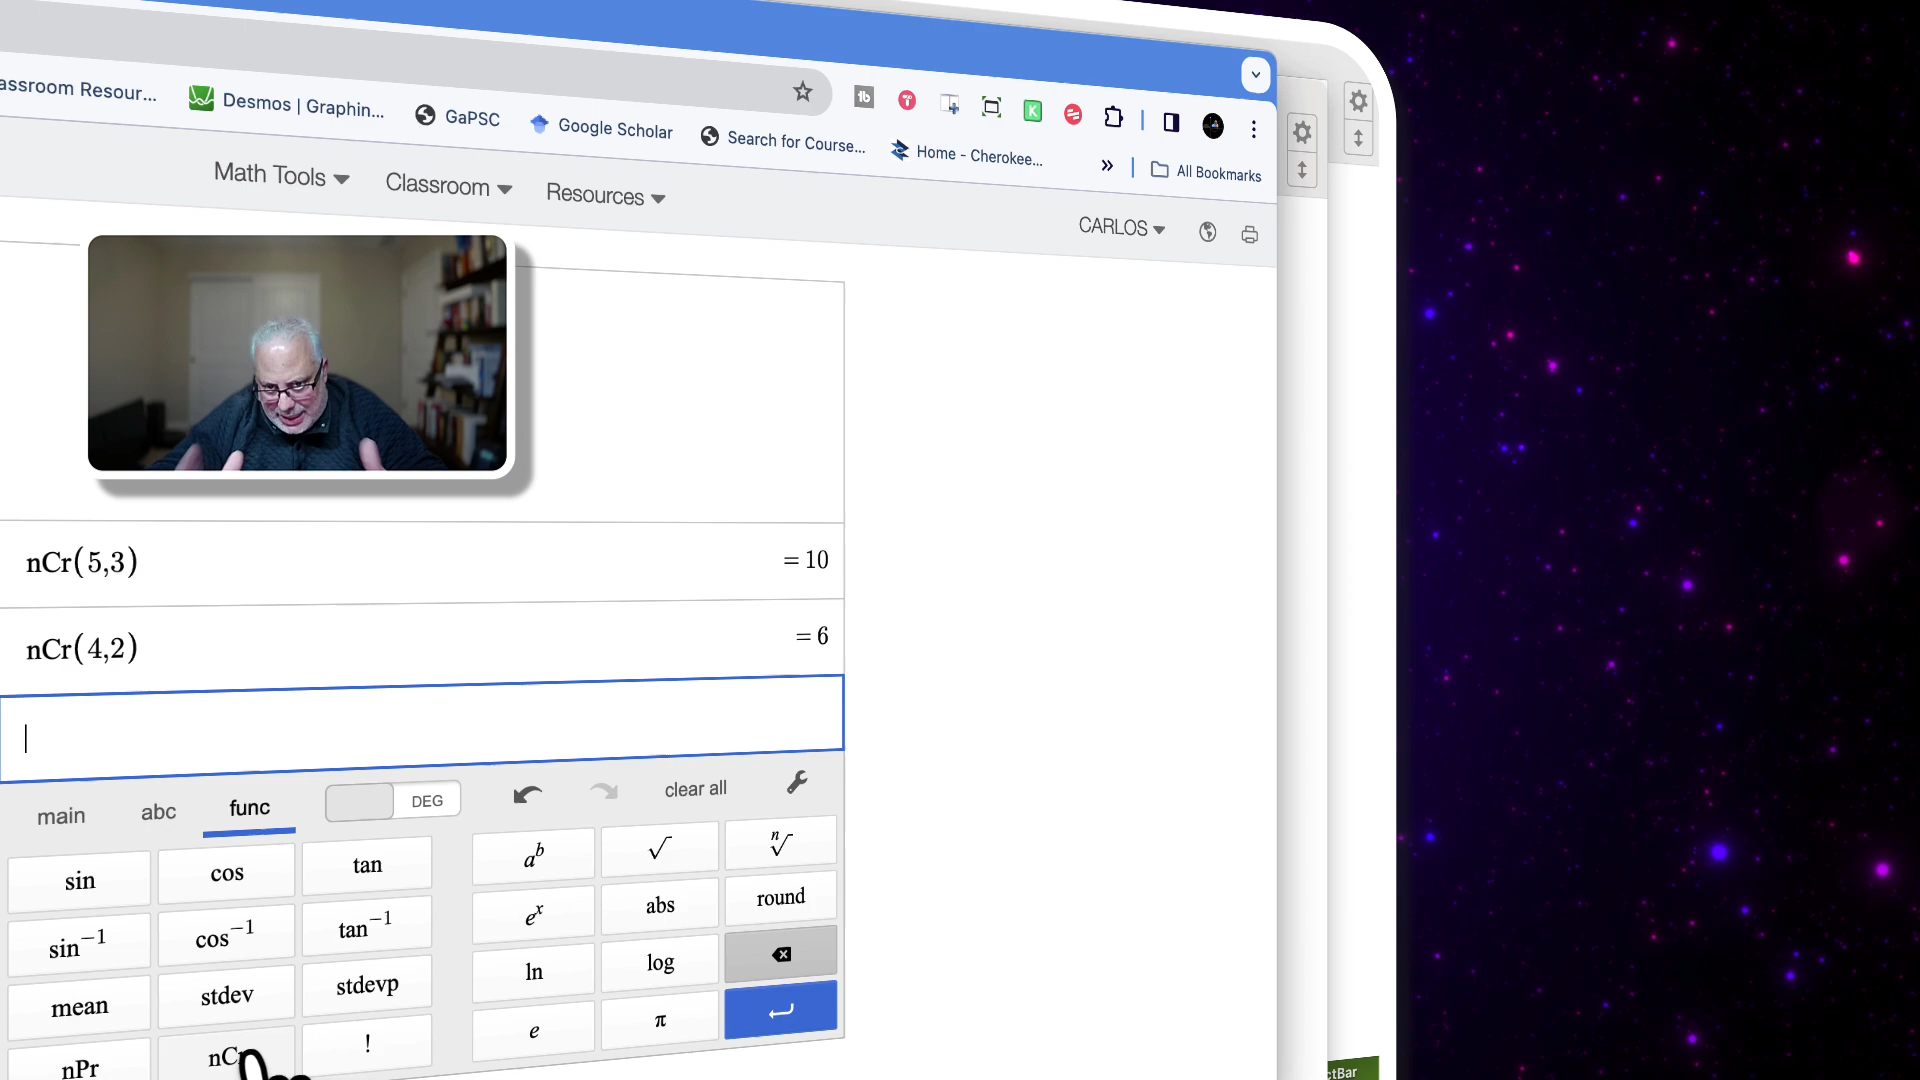 assroom Resour...
Desmos | Graphin...
GaPSC
Google Scholar
Search for Course...
Home - Cherokee...
»
All Bookmarks
Math Tools
Classroom
Resources
CARLOS
nCr(5,3)
= 10
nCr(4,2)
= 6
main
abc
func
DEG
clear all
sin
cos
tan
a^b
√
n√
sin⁻¹
cos⁻¹
tan⁻¹
e^x
abs
round
mean
stdev
stdevp
ln
log
nPr
nCr
!
e
π
tBar